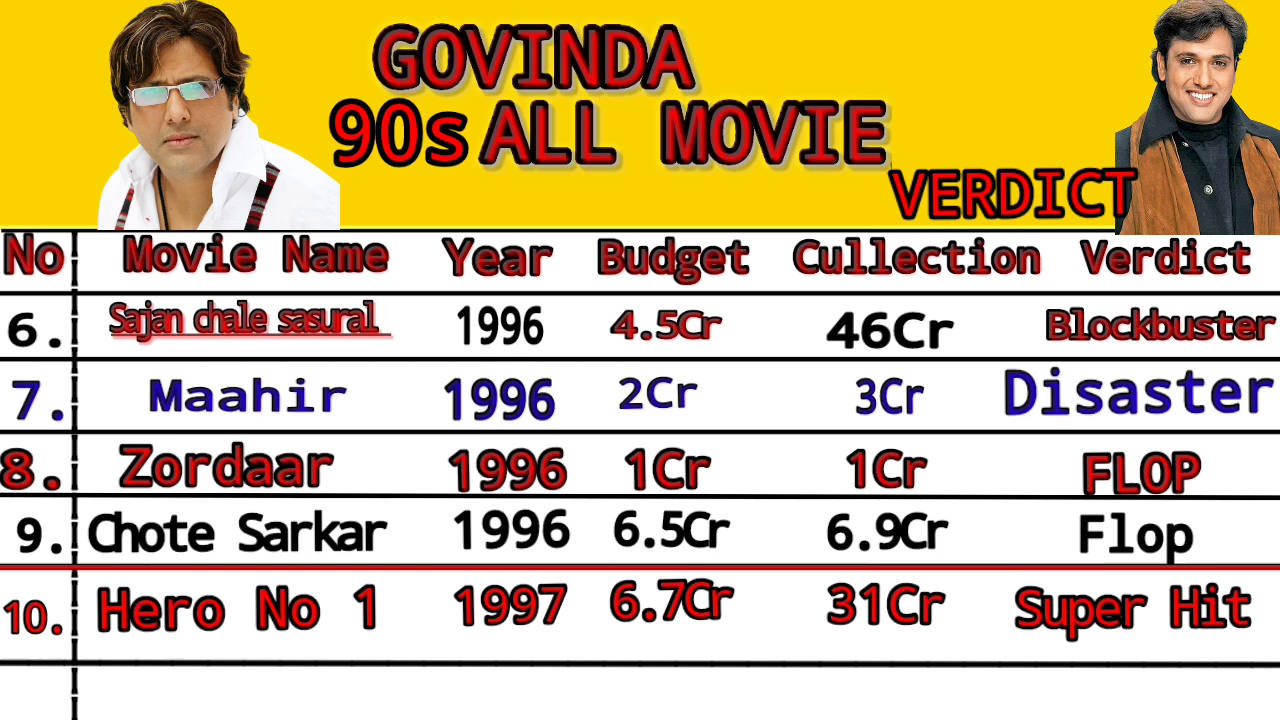 GOVINDA
90s ALL MOVIE
VERDICT
No Movie Name Year Budget Cullection Verdict
6. Sajan chale sasural 1996 4.5Cr 46Cr Blockbuster
7. Maahir 1996 2Cr 3Cr Disaster
8. Zordaar 1996 1Cr 1Cr FLOP
9. Chote Sarkar 1996 6.5Cr 6.9Cr Flop
10. Hero No 1 1997 6.7Cr 31Cr Super Hit